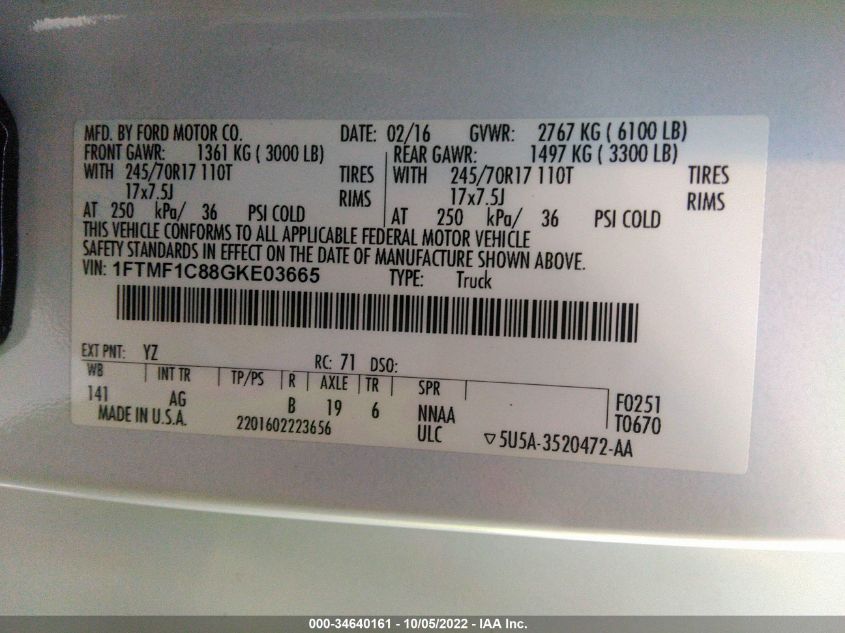 MFD. BY FORD MOTOR CO. DATE: 02/16 GVWR: 2767 KG ( 6100 LB)
FRONT GAWR: 1361 KG ( 3000 LB) REAR GAWR: 1497 KG ( 3300 LB)
WITH 245/70R17 110T TIRES WITH 245/70R17 110T TIRES
17x7.5J RIMS 17x7.5J RIMS
AT 250 kPa/ 36 PSI COLD AT 250 kPa/ 36 PSI COLD
THIS VEHICLE CONFORMS TO ALL APPLICABLE FEDERAL MOTOR VEHICLE
SAFETY STANDARDS IN EFFECT ON THE DATE OF MANUFACTURE SHOWN ABOVE.
VIN: 1FTMF1C88GKE03665 TYPE: Truck
EXT PNT: YZ RC: 71 DSO:
WB INT TR TP/PS R AXLE TR SPR F0251
141 AG B 19 6 NNAA T0670
MADE IN U.S.A. 2201602223656 ULC ▽5U5A-3520472-AA
000-34640161 - 10/05/2022 - IAA Inc.